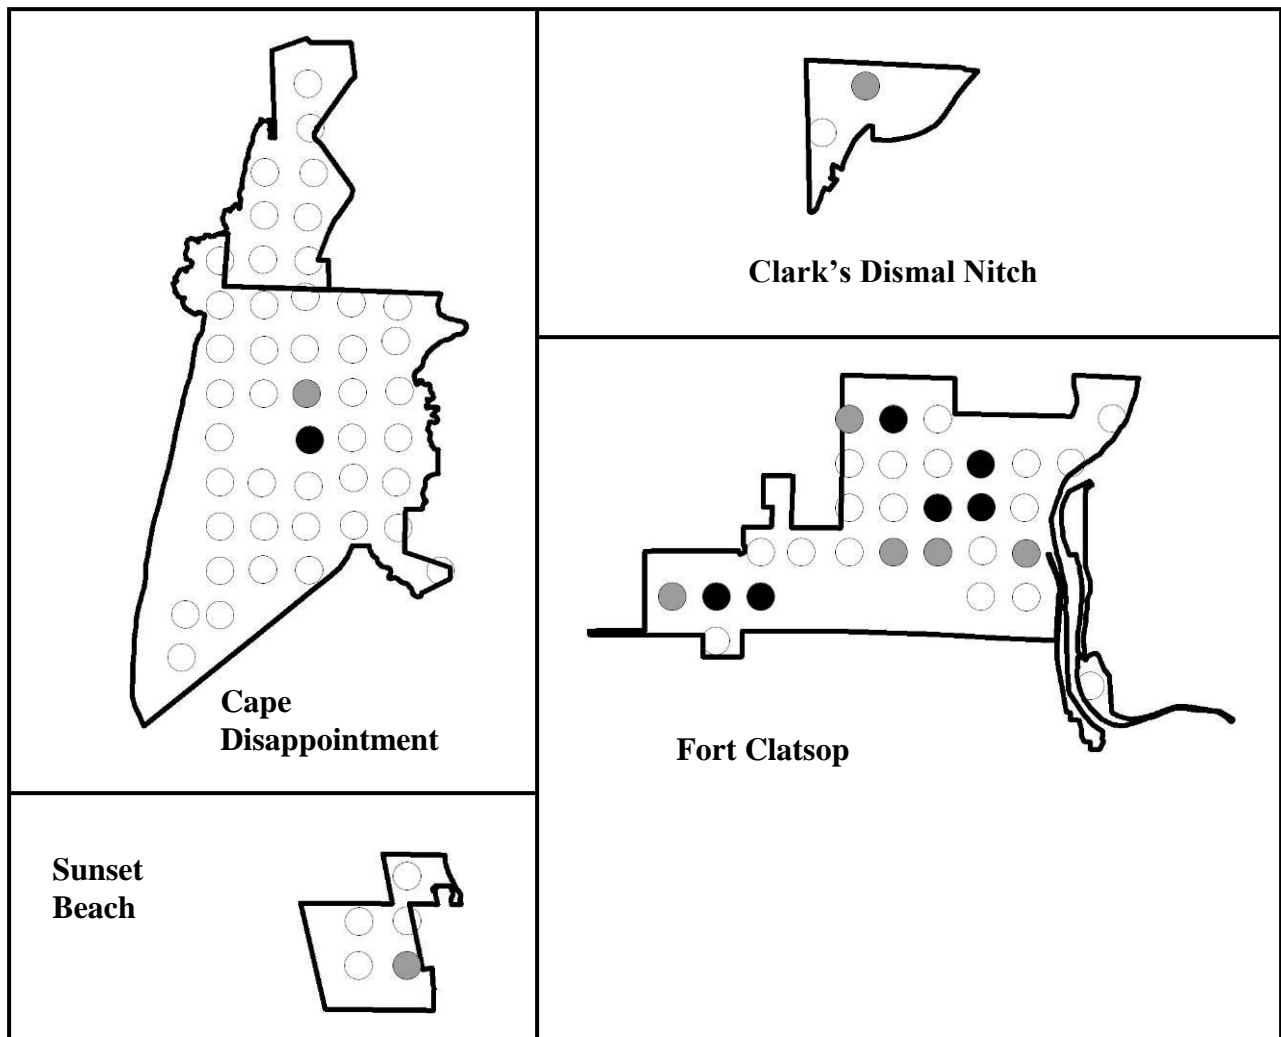 Clark’s Dismal Nitch
Cape
Disappointment
Fort Clatsop
Sunset
Beach